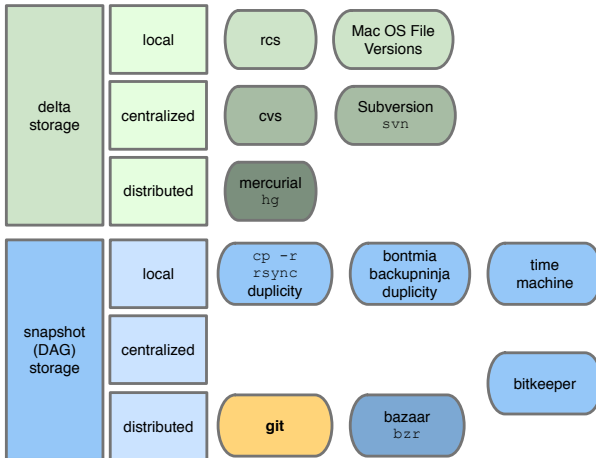 delta
storage
local
rcs
Mac OS File
Versions
centralized
cvs
Subversion
svn
distributed
mercurial
hg
snapshot
(DAG)
storage
local
cp -r
rsync
duplicity
bontmia
backupninja
duplicity
time
machine
centralized
bitkeeper
distributed
git
bazaar
bzr